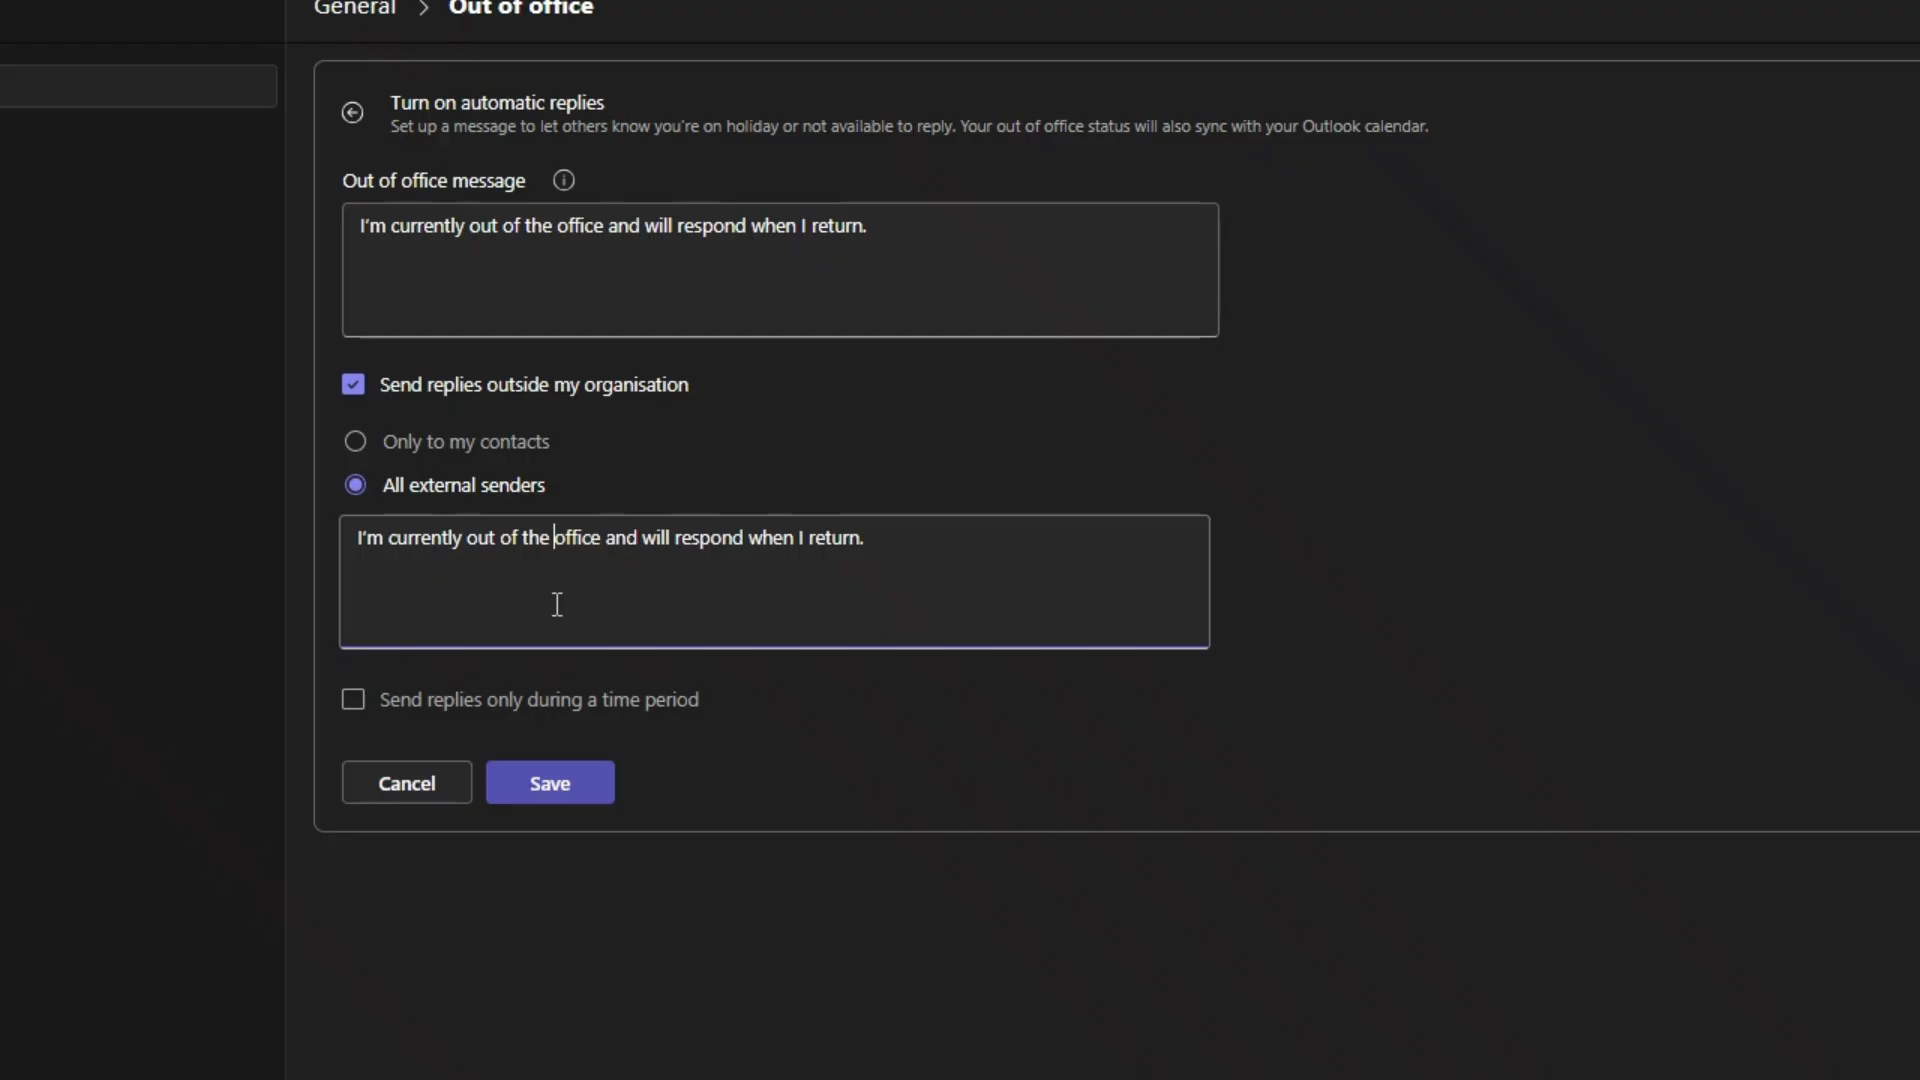 General > Out of office
Turn on automatic replies
Set up a message to let others know you're on holiday or not available to reply. Your out of office status will also sync with your Outlook calendar.
Out of office message
I'm currently out of the office and will respond when I return.
Send replies outside my organisation
Only to my contacts
All external senders
I'm currently out of the office and will respond when I return.
Send replies only during a time period
Cancel Save